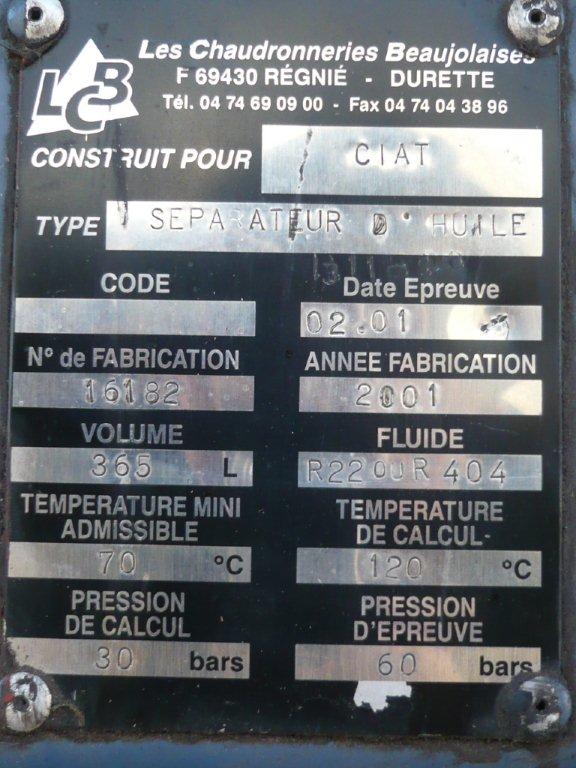 LCB
Les Chaudronneries Beaujolaises
F 69430 RÉGNIÉ - DURETTE
Tél. 04 74 69 09 00 - Fax 04 74 04 38 96
CONSTRUIT POUR CIAT
TYPE SEPARATEUR D'HUILE
CODE Date Epreuve
02.01
N° de FABRICATION ANNEE FABRICATION
16182 2001
VOLUME FLUIDE
365 L R22 OU R 404
TEMPERATURE MINI TEMPERATURE
ADMISSIBLE DE CALCUL
70 °C 120 °C
PRESSION PRESSION
DE CALCUL D'EPREUVE
30 bars 60 bars